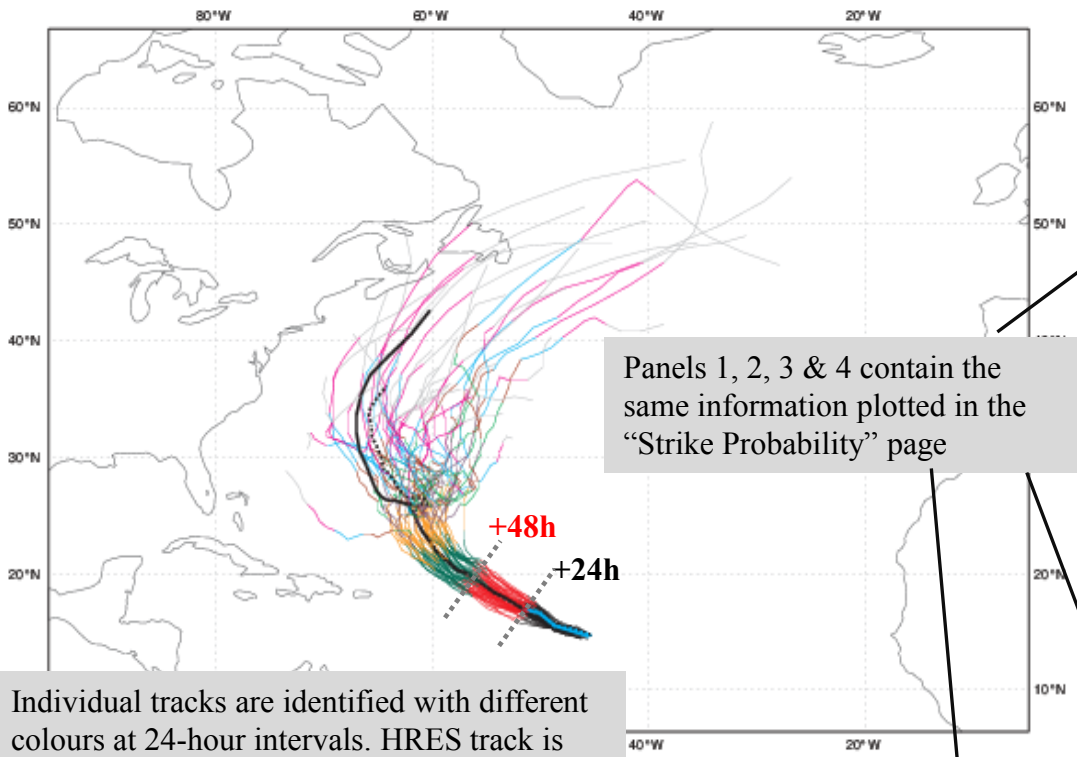 80°W 60°W 40°W 20°W
60°N 60°N
50°N 50°N
40°N
Panels 1, 2, 3 & 4 contain the
same information plotted in the
“Strike Probability” page
30°N
+48h
+24h
20°N 20°N
10°N
Individual tracks are identified with different
colours at 24-hour intervals. HRES track is
40°W 20°W